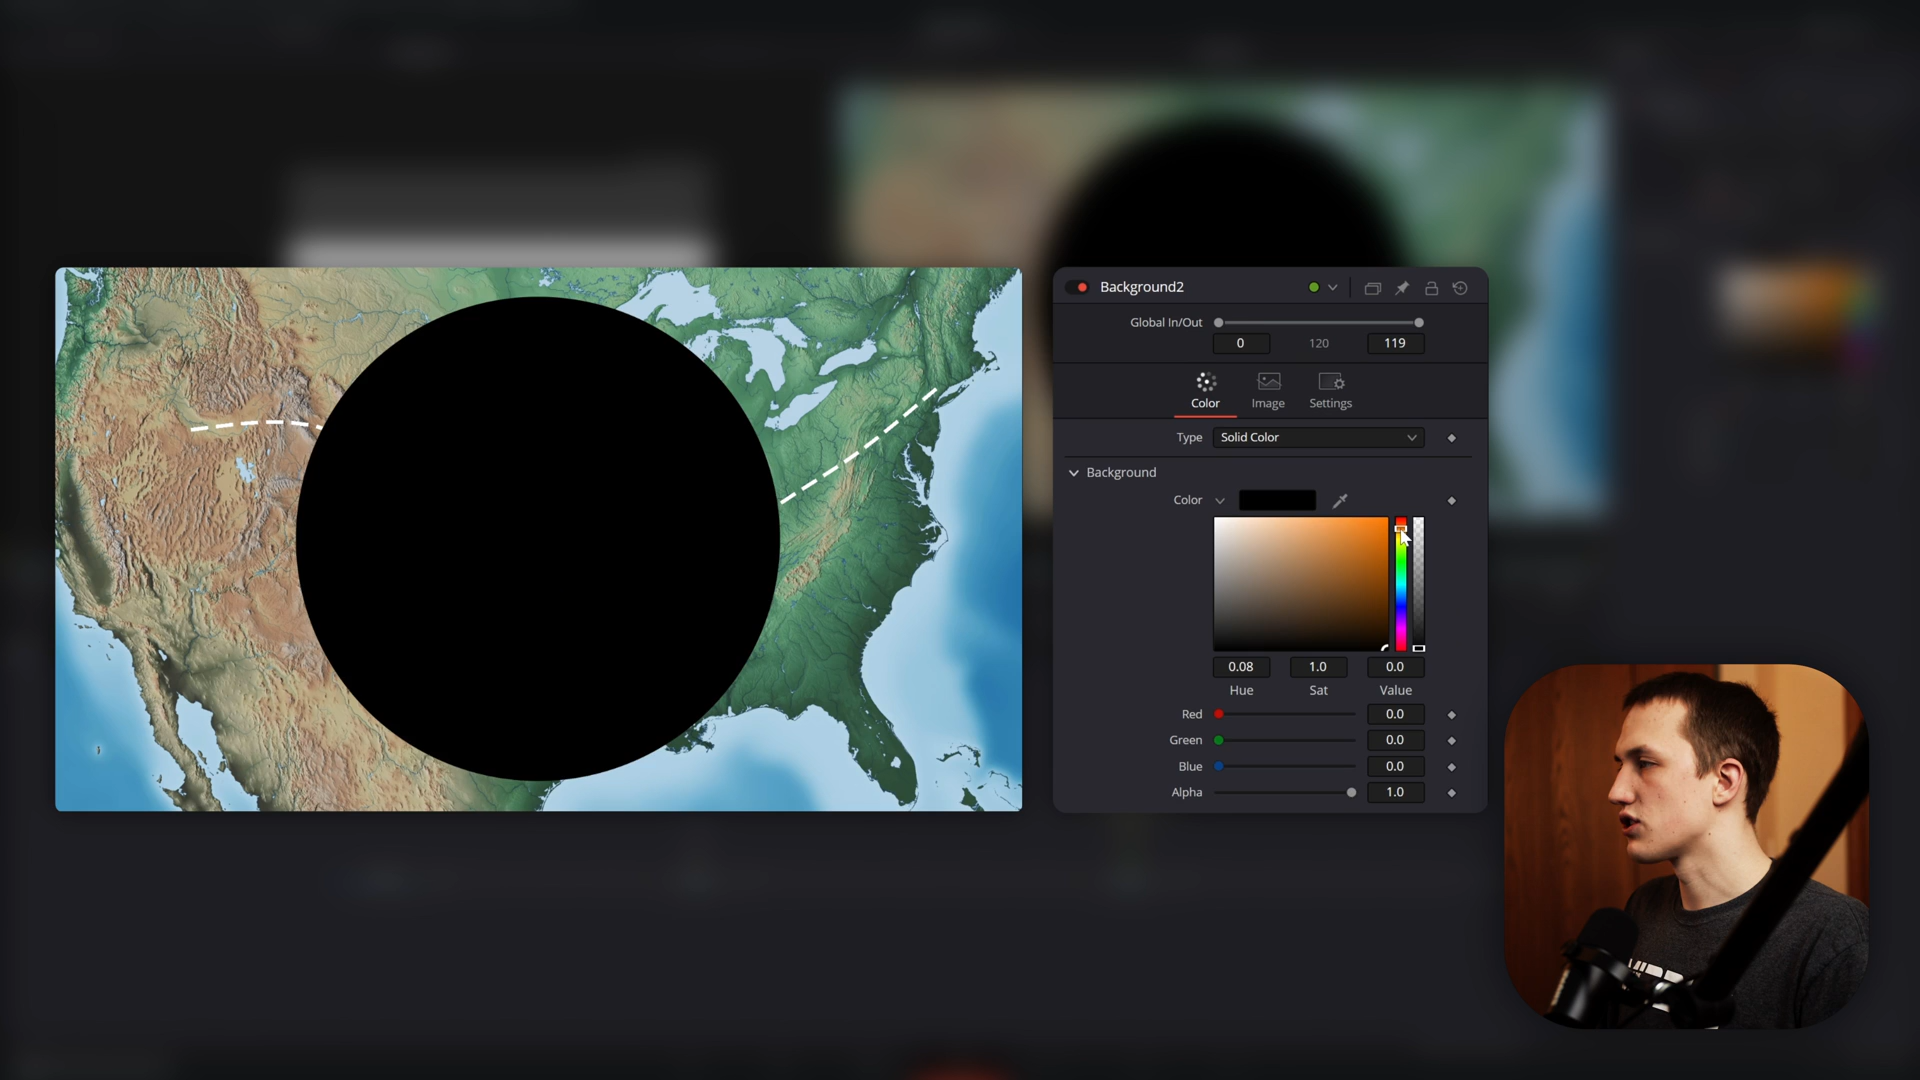 Background2
Global In/Out
0 120 119
Color Image Settings
Type Solid Color
Background
Color
0.08 1.0 0.0
Hue Sat Value
Red 0.0
Green 0.0
Blue 0.0
Alpha 1.0